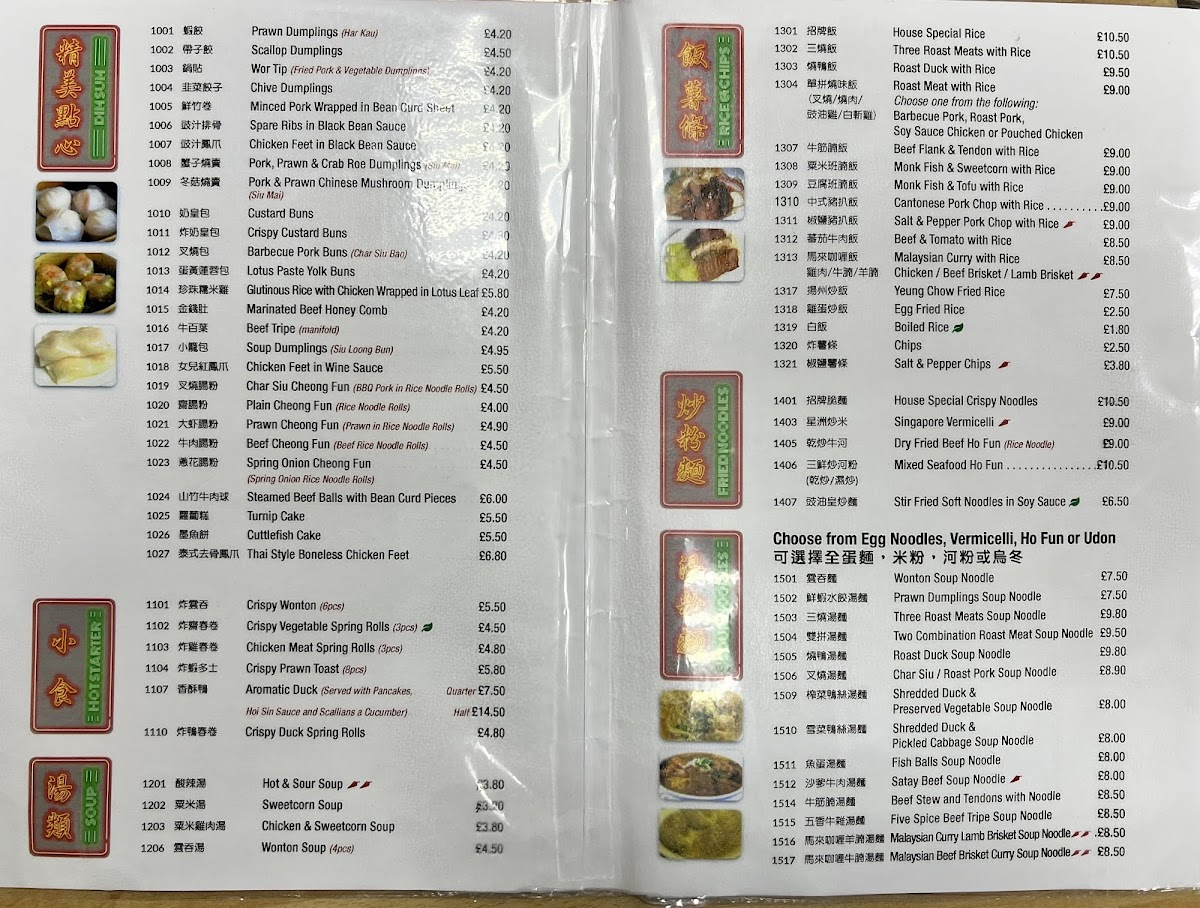 精美點心
DIM SUM
1001 蝦餃 Prawn Dumplings (Har Kau) £4.20
1002 帶子餃 Scallop Dumplings £4.50
1003 鍋貼 Wor Tip (Fried Pork & Vegetable Dumplings) £4.20
1004 韮菜餃子 Chive Dumplings £4.20
1005 鮮竹卷 Minced Pork Wrapped in Bean Curd Sheet £4.20
1006 豉汁排骨 Spare Ribs in Black Bean Sauce £4.20
1007 豉汁鳳爪 Chicken Feet in Black Bean Sauce £4.20
1008 蟹子燒賣 Pork, Prawn & Crab Roe Dumplings (Siu Mai) £4.20
1009 冬菇燒賣 Pork & Prawn Chinese Mushroom Dumplings £4.20
(Siu Mai)
1010 奶皇包 Custard Buns £4.20
1011 炸奶皇包 Crispy Custard Buns
1012 叉燒包 Barbecue Pork Buns (Char Siu Bao) £4.20
1013 蛋黃蓮蓉包 Lotus Paste Yolk Buns £4.20
1014 珍珠糯米雞 Glutinous Rice with Chicken Wrapped in Lotus Leaf £5.80
1015 金錢肚 Marinated Beef Honey Comb £4.20
1016 牛百葉 Beef Tripe (manifold) £4.20
1017 小籠包 Soup Dumplings (Siu Loong Bun) £4.95
1018 女兒紅鳳爪 Chicken Feet in Wine Sauce £5.50
1019 叉燒腸粉 Char Siu Cheong Fun (BBQ Pork in Rice Noodle Rolls) £4.50
1020 齋腸粉 Plain Cheong Fun (Rice Noodle Rolls) £4.00
1021 大蝦腸粉 Prawn Cheong Fun (Prawn in Rice Noodle Rolls) £4.90
1022 牛肉腸粉 Beef Cheong Fun (Beef Rice Noodle Rolls) £4.50
1023 蔥花腸粉 Spring Onion Cheong Fun £4.50
(Spring Onion Rice Noodle Rolls)
1024 山竹牛肉球 Steamed Beef Balls with Bean Curd Pieces £6.00
1025 蘿蔔糕 Turnip Cake £5.50
1026 墨魚餅 Cuttlefish Cake £5.50
1027 泰式去骨鳳爪 Thai Style Boneless Chicken Feet £6.80
小食
HOT STARTER
1101 炸雲吞 Crispy Wonton (6pcs) £5.50
1102 炸齋春卷 Crispy Vegetable Spring Rolls (3pcs) £4.50
1103 炸雞春卷 Chicken Meat Spring Rolls (3pcs) £4.80
1104 炸蝦多士 Crispy Prawn Toast (8pcs) £5.80
1107 香酥鴨 Aromatic Duck (Served with Pancakes, Quarter £7.50
Hoi Sin Sauce and Scallians a Cucumber) Half £14.50
1110 炸鴨春卷 Crispy Duck Spring Rolls £4.80
湯類
SOUP
1201 酸辣湯 Hot & Sour Soup £3.80
1202 粟米湯 Sweetcorn Soup £3.20
1203 粟米雞肉湯 Chicken & Sweetcorn Soup £3.80
1206 雲吞湯 Wonton Soup (4pcs) £4.50
飯薯條
RICE & CHIPS
1301 招牌飯 House Special Rice £10.50
1302 三燒飯 Three Roast Meats with Rice £10.50
1303 燒鴨飯 Roast Duck with Rice £9.50
1304 單拼燒味飯 Roast Meat with Rice £9.00
(叉燒/燒肉/ Choose one from the following:
豉油雞/白斬雞) Barbecue Pork, Roast Pork,
Soy Sauce Chicken or Pouched Chicken
1307 牛筋腩飯 Beef Flank & Tendon with Rice £9.00
1308 粟米班腩飯 Monk Fish & Sweetcorn with Rice £9.00
1309 豆腐班腩飯 Monk Fish & Tofu with Rice £9.00
1310 中式豬扒飯 Cantonese Pork Chop with Rice . . . . . . . . . .£9.00
1311 椒鹽豬扒飯 Salt & Pepper Pork Chop with Rice £9.00
1312 蕃茄牛肉飯 Beef & Tomato with Rice £8.50
1313 馬來咖喱飯 Malaysian Curry with Rice £8.50
雞肉/牛腩/羊腩 Chicken / Beef Brisket / Lamb Brisket
1317 揚州炒飯 Yeung Chow Fried Rice £7.50
1318 雞蛋炒飯 Egg Fried Rice £2.50
1319 白飯 Boiled Rice £1.80
1320 炸薯條 Chips £2.50
1321 椒鹽薯條 Salt & Pepper Chips £3.80
炒粉麵
FRIED NOODLES
1401 招牌脆麵 House Special Crispy Noodles £10.50
1403 星洲炒米 Singapore Vermicelli £9.00
1405 乾炒牛河 Dry Fried Beef Ho Fun (Rice Noodle) £9.00
1406 三鮮炒河粉 Mixed Seafood Ho Fun . . . . . . . . . . . . . . .£10.50
(乾炒/濕炒)
1407 豉油皇炒麵 Stir Fried Soft Noodles in Soy Sauce £6.50
Choose from Egg Noodles, Vermicelli, Ho Fun or Udon
可選擇全蛋麵，米粉，河粉或烏冬
1501 雲吞麵 Wonton Soup Noodle £7.50
1502 鮮蝦水餃湯麵 Prawn Dumplings Soup Noodle £7.50
1503 三燒湯麵 Three Roast Meats Soup Noodle £9.80
1504 雙拼湯麵 Two Combination Roast Meat Soup Noodle £9.50
1505 燒鴨湯麵 Roast Duck Soup Noodle £9.80
1506 叉燒湯麵 Char Siu / Roast Pork Soup Noodle £8.90
1509 榨菜鴨絲湯麵 Shredded Duck &
Preserved Vegetable Soup Noodle £8.00
1510 雪菜鴨絲湯麵 Shredded Duck &
Pickled Cabbage Soup Noodle £8.00
1511 魚蛋湯麵 Fish Balls Soup Noodle £8.00
1512 沙爹牛肉湯麵 Satay Beef Soup Noodle £8.00
1514 牛筋腩湯麵 Beef Stew and Tendons with Noodle £8.50
1515 五香牛雜湯麵 Five Spice Beef Tripe Soup Noodle £8.50
1516 馬來咖喱羊腩湯麵 Malaysian Curry Lamb Brisket Soup Noodle £8.50
1517 馬來咖喱牛腩湯麵 Malaysian Beef Brisket Curry Soup Noodle £8.50